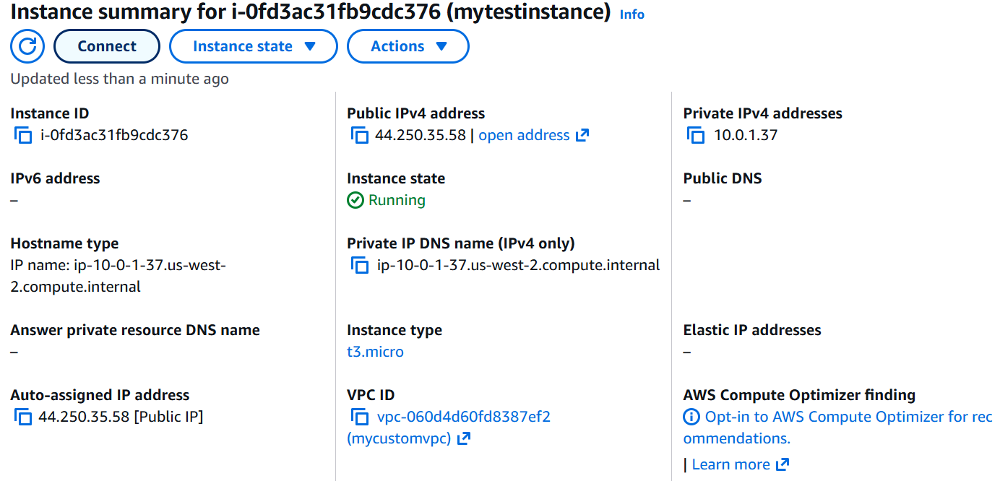 Instance summary for i-0fd3ac31fb9cdc376 (mytestinstance) Info
Connect
Instance state
Actions
Updated less than a minute ago
Instance ID
i-0fd3ac31fb9cdc376
Public IPv4 address
44.250.35.58 | open address
Private IPv4 addresses
10.0.1.37
IPv6 address
–
Instance state
Running
Public DNS
–
Hostname type
IP name: ip-10-0-1-37.us-west-
2.compute.internal
Private IP DNS name (IPv4 only)
ip-10-0-1-37.us-west-2.compute.internal
Answer private resource DNS name
–
Instance type
t3.micro
Elastic IP addresses
–
Auto-assigned IP address
44.250.35.58 [Public IP]
VPC ID
vpc-060d4d60fd8387ef2
(mycustomvpc)
AWS Compute Optimizer finding
Opt-in to AWS Compute Optimizer for rec
ommendations.
| Learn more